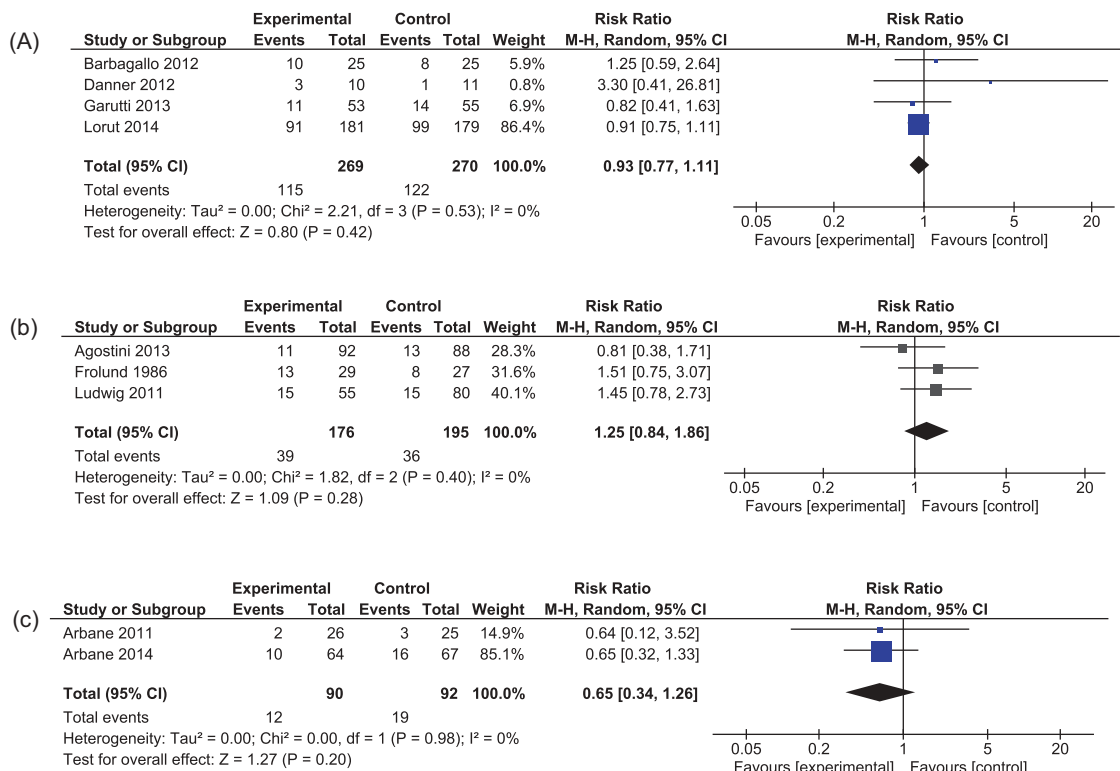 (A)
Experimental Control Risk Ratio Risk Ratio
Study or Subgroup Events Total Events Total Weight M-H, Random, 95% CI M-H, Random, 95% CI
Barbagallo 2012 10 25 8 25 5.9% 1.25 [0.59, 2.64]
Danner 2012 3 10 1 11 0.8% 3.30 [0.41, 26.81]
Garutti 2013 11 53 14 55 6.9% 0.82 [0.41, 1.63]
Lorut 2014 91 181 99 179 86.4% 0.91 [0.75, 1.11]
Total (95% CI) 269 270 100.0% 0.93 [0.77, 1.11]
Total events 115 122
Heterogeneity: Tau² = 0.00; Chi² = 2.21, df = 3 (P = 0.53); I² = 0%
Test for overall effect: Z = 0.80 (P = 0.42)
0.05 0.2 1 5 20
Favours [experimental] Favours [control]
(b)
Experimental Control Risk Ratio Risk Ratio
Study or Subgroup Events Total Events Total Weight M-H, Random, 95% CI M-H, Random, 95% CI
Agostini 2013 11 92 13 88 28.3% 0.81 [0.38, 1.71]
Frolund 1986 13 29 8 27 31.6% 1.51 [0.75, 3.07]
Ludwig 2011 15 55 15 80 40.1% 1.45 [0.78, 2.73]
Total (95% CI) 176 195 100.0% 1.25 [0.84, 1.86]
Total events 39 36
Heterogeneity: Tau² = 0.00; Chi² = 1.82, df = 2 (P = 0.40); I² = 0%
Test for overall effect: Z = 1.09 (P = 0.28)
0.05 0.2 1 5 20
Favours [experimental] Favours [control]
(c)
Experimental Control Risk Ratio Risk Ratio
Study or Subgroup Events Total Events Total Weight M-H, Random, 95% CI M-H, Random, 95% CI
Arbane 2011 2 26 3 25 14.9% 0.64 [0.12, 3.52]
Arbane 2014 10 64 16 67 85.1% 0.65 [0.32, 1.33]
Total (95% CI) 90 92 100.0% 0.65 [0.34, 1.26]
Total events 12 19
Heterogeneity: Tau² = 0.00; Chi² = 0.00, df = 1 (P = 0.98); I² = 0%
Test for overall effect: Z = 1.27 (P = 0.20)
0.05 0.2 1 5 20
Favours [experimental] Favours [control]